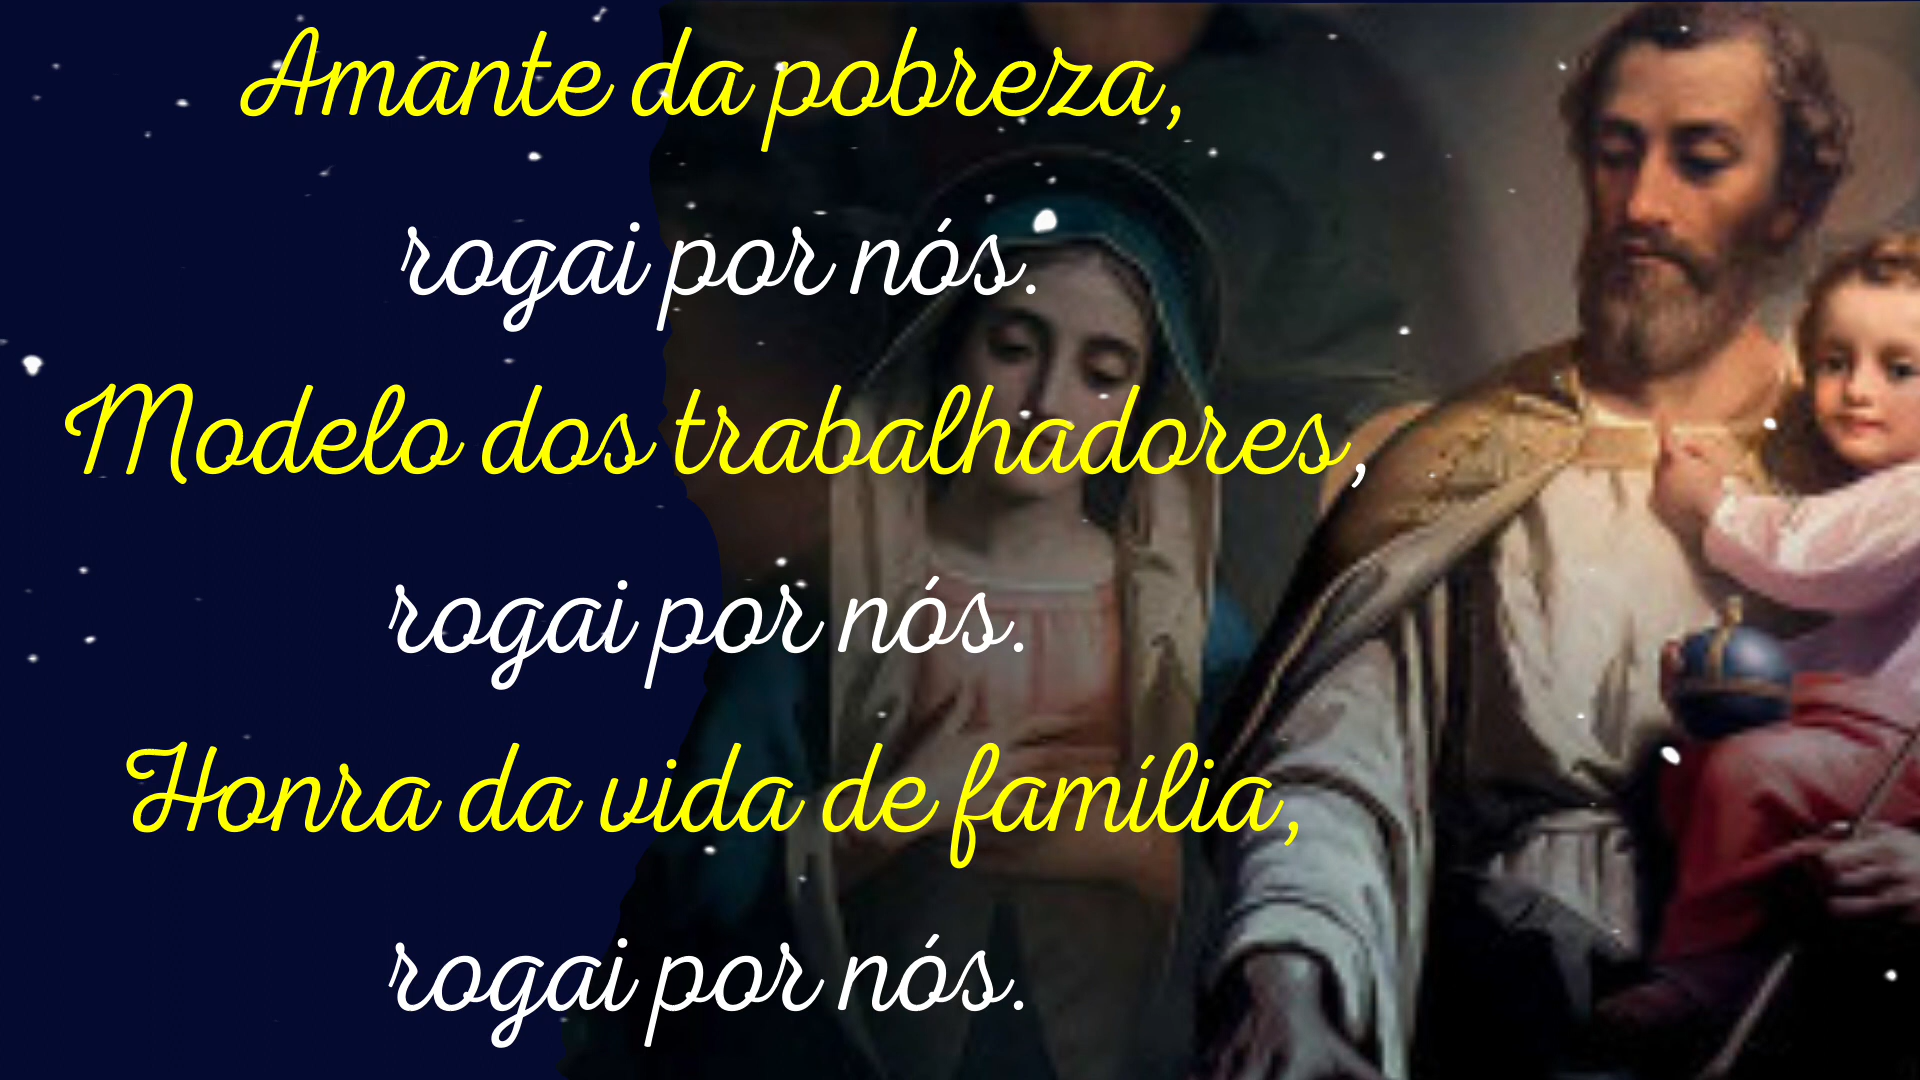 Amante da pobreza,
rogai por nós.
Modelo dos trabalhadores,
rogai por nós.
Honra da vida de família,
rogai por nós.